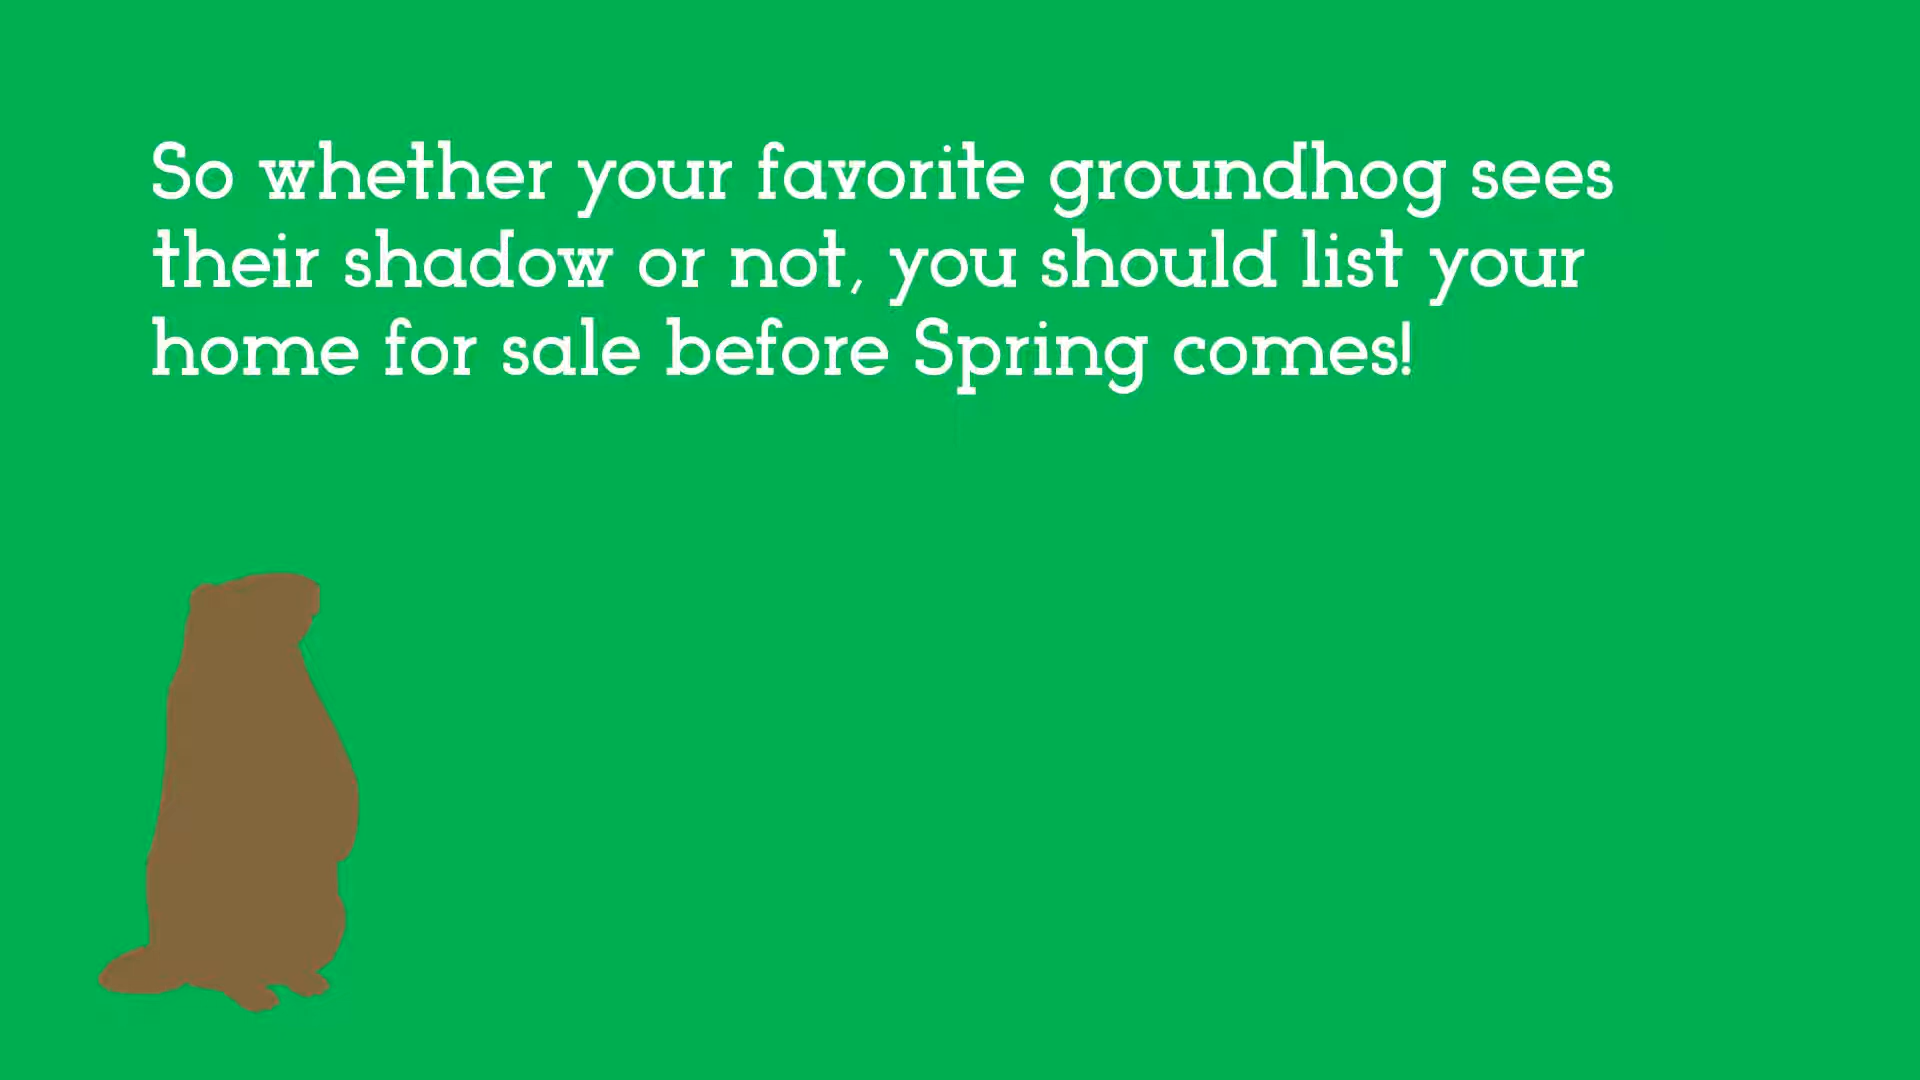 So whether your favorite groundhog sees
their shadow or not, you should list your
home for sale before Spring comes!